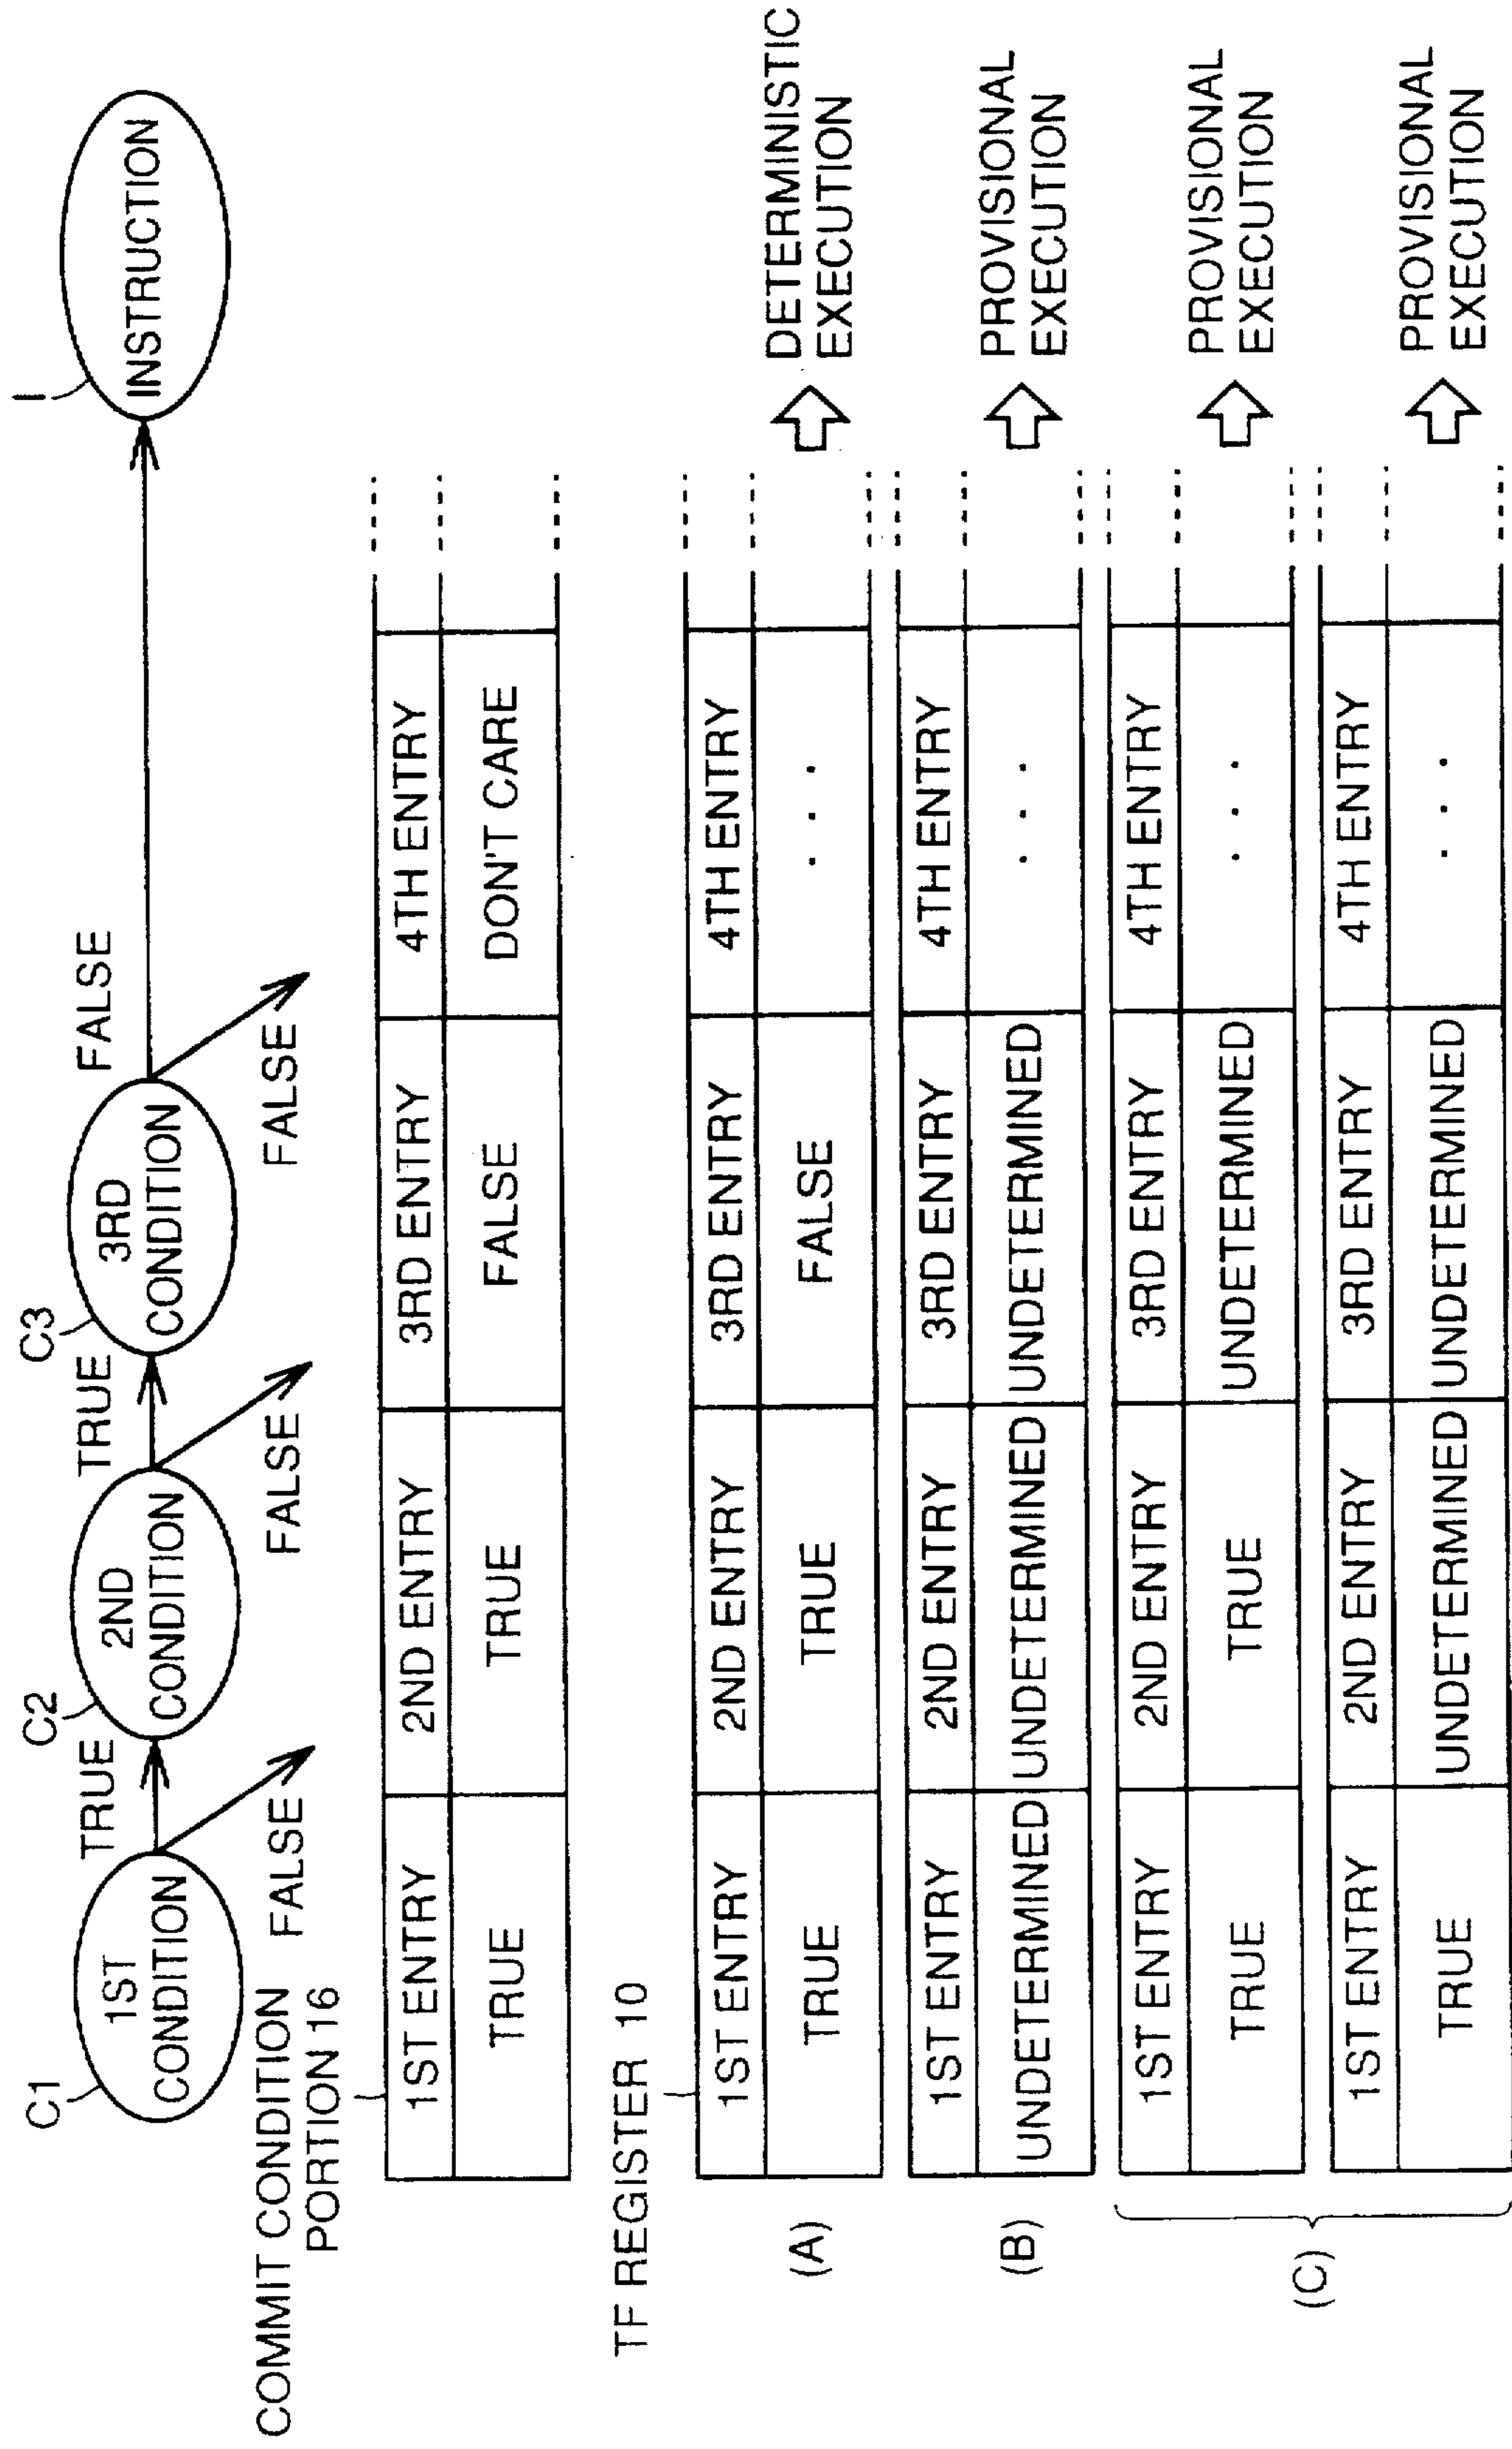 C1
C2
C3
I
1ST
CONDITION
TRUE
2ND
CONDITION
TRUE
3RD
CONDITION
FALSE
INSTRUCTION
FALSE
FALSE
FALSE
COMMIT CONDITION
PORTION 16
1ST ENTRY 2ND ENTRY 3RD ENTRY 4TH ENTRY
TRUE TRUE FALSE DON'T CARE
TF REGISTER 10
(A)
1ST ENTRY 2ND ENTRY 3RD ENTRY 4TH ENTRY
TRUE TRUE FALSE . . .
DETERMINISTIC
EXECUTION
(B)
1ST ENTRY 2ND ENTRY 3RD ENTRY 4TH ENTRY
UNDETERMINED UNDETERMINED UNDETERMINED . . .
PROVISIONAL
EXECUTION
(C)
1ST ENTRY 2ND ENTRY 3RD ENTRY 4TH ENTRY
TRUE TRUE UNDETERMINED . . .
PROVISIONAL
EXECUTION
1ST ENTRY 2ND ENTRY 3RD ENTRY 4TH ENTRY
TRUE UNDETERMINED UNDETERMINED . . .
PROVISIONAL
EXECUTION